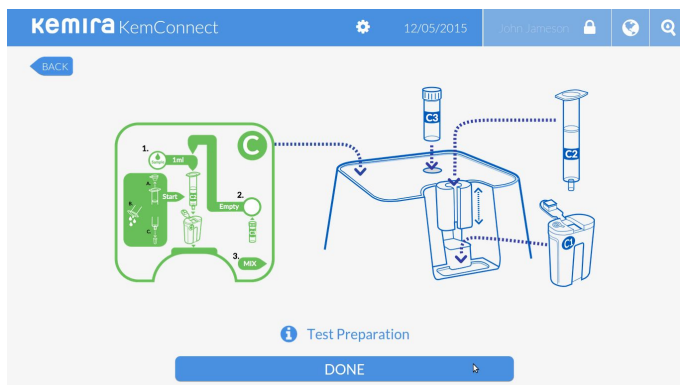 kemira KemConnect
12/05/2015
John Jameson
BACK
C
1.
1ml
A.
Start
B.
C.
2.
Empty
3.
MIX
C3
C2
C1
Test Preparation
DONE